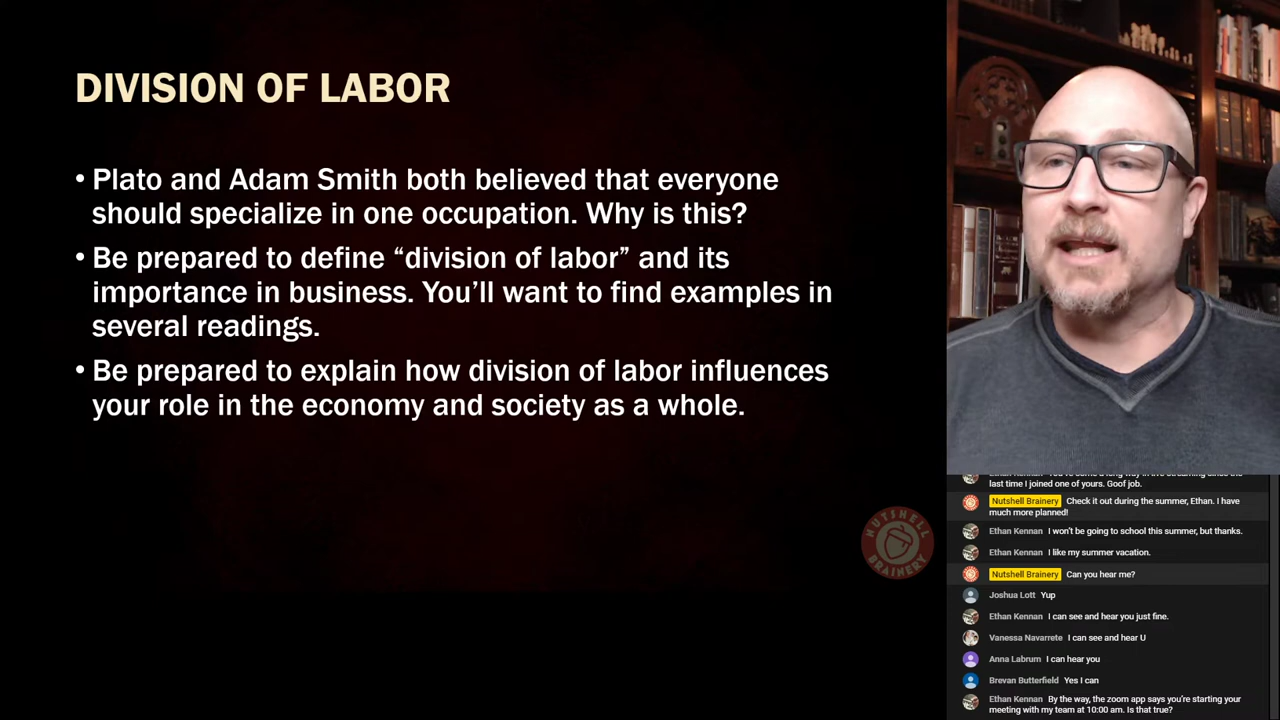 DIVISION OF LABOR
• Plato and Adam Smith both believed that everyone
should specialize in one occupation. Why is this?
• Be prepared to define “division of labor” and its
importance in business. You’ll want to find examples in
several readings.
• Be prepared to explain how division of labor influences
your role in the economy and society as a whole.
NUTSHELL
BRAINERY
last time I joined one of yours. Goof job.
Nutshell Brainery Check it out during the summer, Ethan. I have
much more planned!
Ethan Kennan I won't be going to school this summer, but thanks.
Ethan Kennan I like my summer vacation.
Nutshell Brainery Can you hear me?
Joshua Lott Yup
Ethan Kennan I can see and hear you just fine.
Vanessa Navarrete I can see and hear U
Anna Labrum I can hear you
Brevan Butterfield Yes I can
Ethan Kennan By the way, the zoom app says you're starting your
meeting with my team at 10:00 am. Is that true?